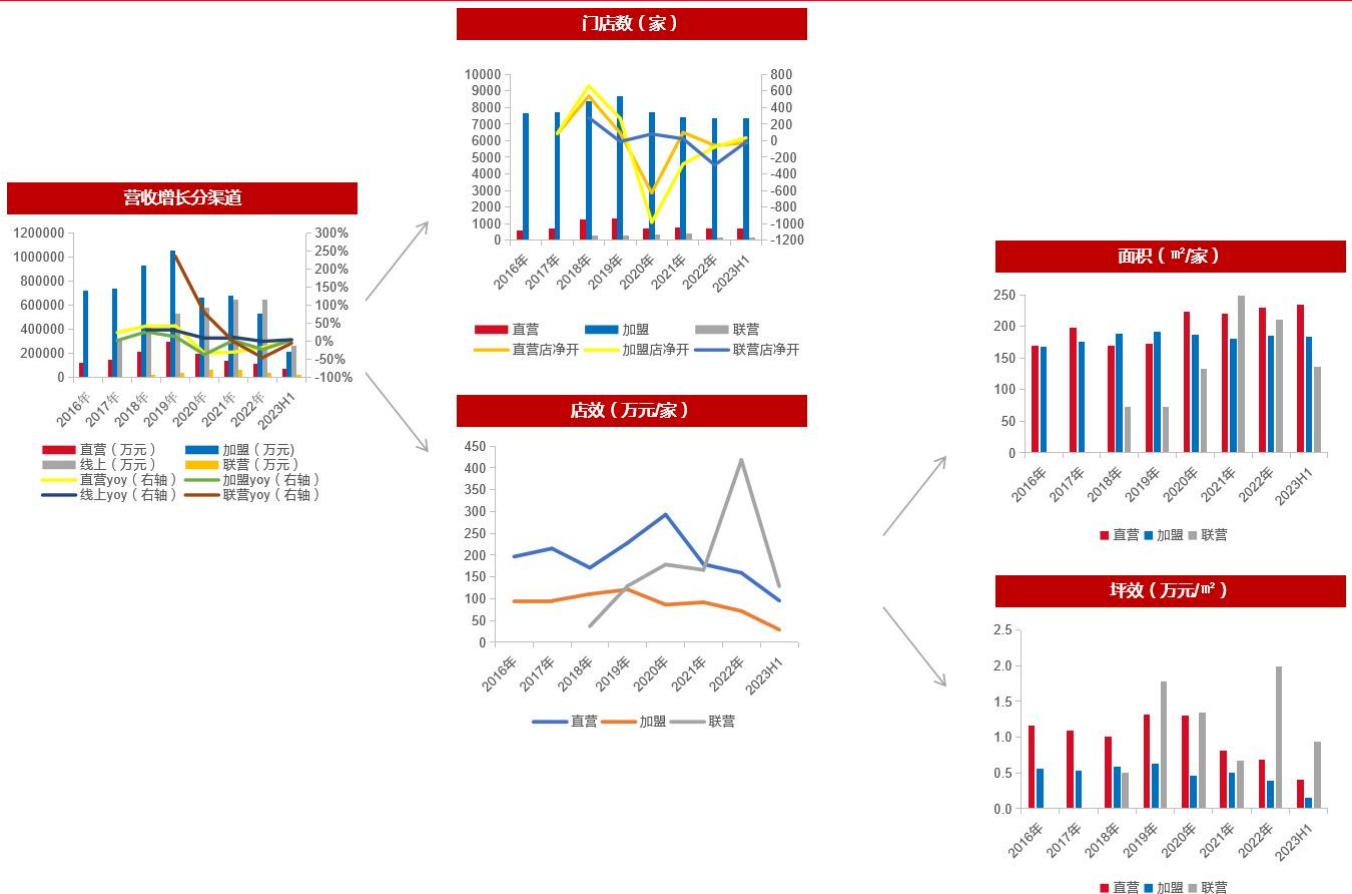 门店数（家）
10000 800
9000 600
8000 400
7000 200
6000 0
5000 -200
4000 -400
3000 -600
2000 -800
1000 -1000
0 -1200
2016年 2017年 2018年 2019年 2020年 2021年 2022年 2023H1
直营 加盟 联营
直营店净开 加盟店净开 联营店净开
营收增长分渠道
1200000 300%
1000000 250%
800000 200%
600000 150%
400000 100%
200000 50%
0 0%
-50%
-100%
2016年 2017年 2018年 2019年 2020年 2021年 2022年 2023H1
直营（万元） 加盟（万元）
线上（万元） 联营（万元）
直营yoy（右轴） 加盟yoy（右轴）
线上yoy（右轴） 联营yoy（右轴）
店效（万元/家）
450
400
350
300
250
200
150
100
50
0
2016年 2017年 2018年 2019年 2020年 2021年 2022年 2023H1
直营 加盟 联营
面积（㎡/家）
250
200
150
100
50
0
2016年 2017年 2018年 2019年 2020年 2021年 2022年 2023H1
直营 加盟 联营
坪效（万元/㎡）
2.5
2.0
1.5
1.0
0.5
0.0
2016年 2017年 2018年 2019年 2020年 2021年 2022年 2023H1
直营 加盟 联营